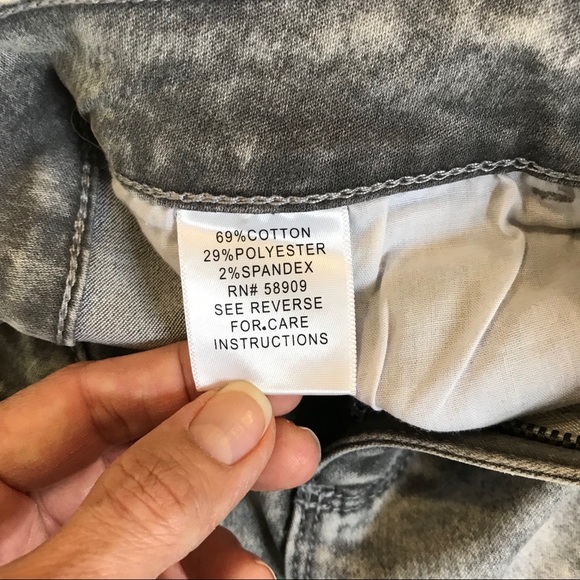 69%COTTON
29%POLYESTER
2%SPANDEX
RN# 58909
SEE REVERSE
FOR.CARE
INSTRUCTIONS